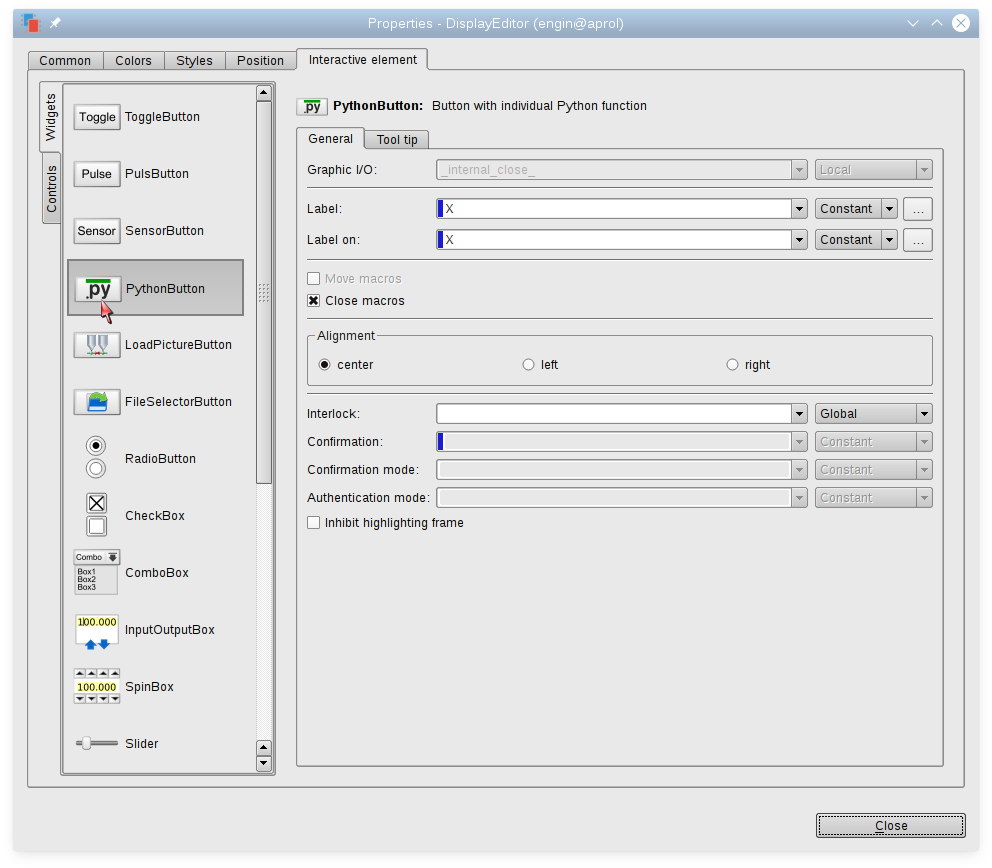 Properties - DisplayEditor (engin@aprol)
Common Colors Styles Position Interactive element
Widgets
Controls
Toggle ToggleButton
Pulse PulsButton
Sensor SensorButton
.py PythonButton
LoadPictureButton
FileSelectorButton
RadioButton
CheckBox
Combo
Box1
Box2
Box3
ComboBox
100.000 InputOutputBox
100.000 SpinBox
Slider
.py PythonButton: Button with individual Python function
General Tool tip
Graphic I/O: _internal_close_ Local
Label: X Constant ...
Label on: X Constant ...
Move macros
Close macros
Alignment
center left right
Interlock: Global
Confirmation: Constant
Confirmation mode: Constant
Authentication mode: Constant
Inhibit highlighting frame
Close